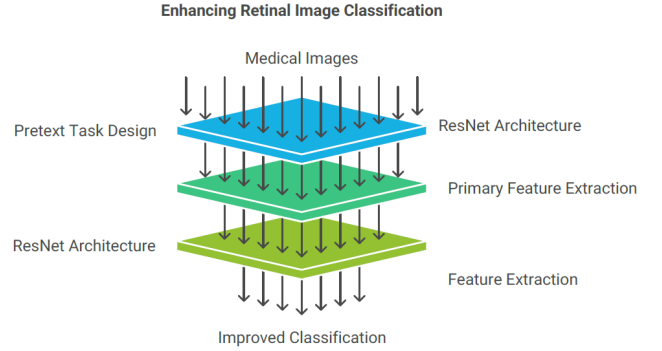 Enhancing Retinal Image Classification
Medical Images
Pretext Task Design
ResNet Architecture
Primary Feature Extraction
ResNet Architecture
Feature Extraction
Improved Classification